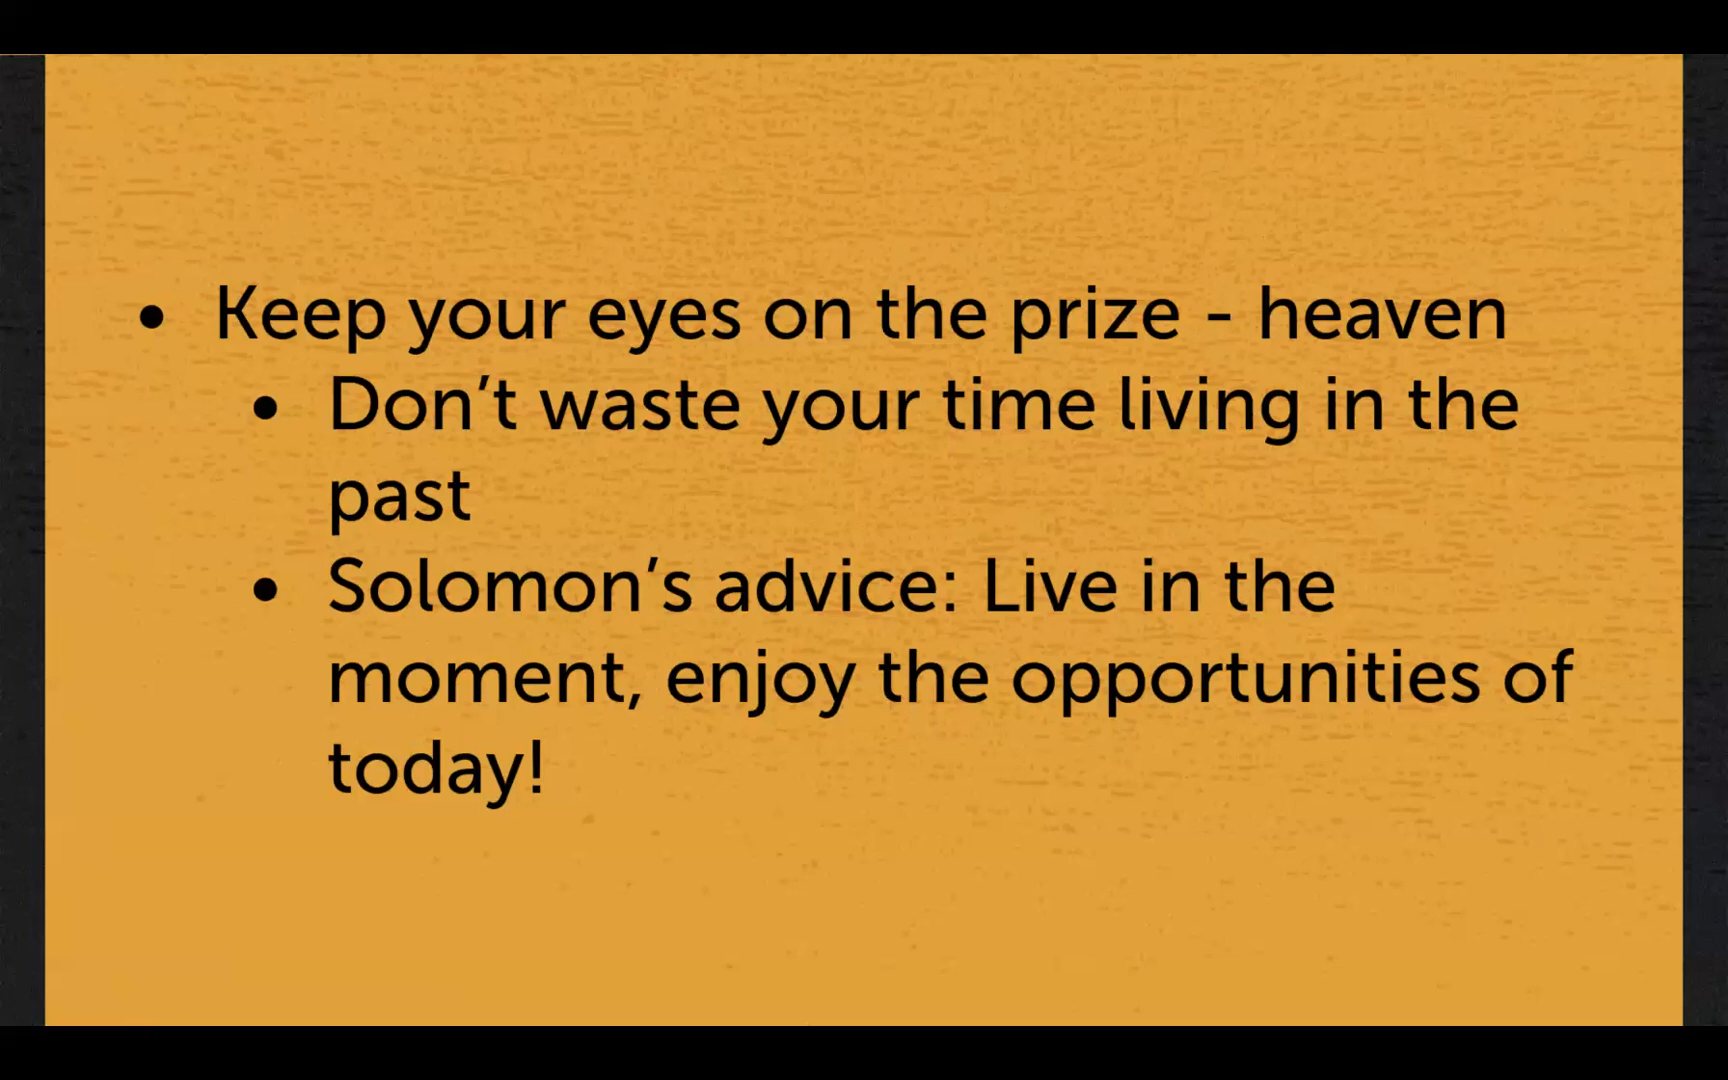 • Keep your eyes on the prize - heaven
• Don’t waste your time living in the
past
• Solomon’s advice: Live in the
moment, enjoy the opportunities of
today!